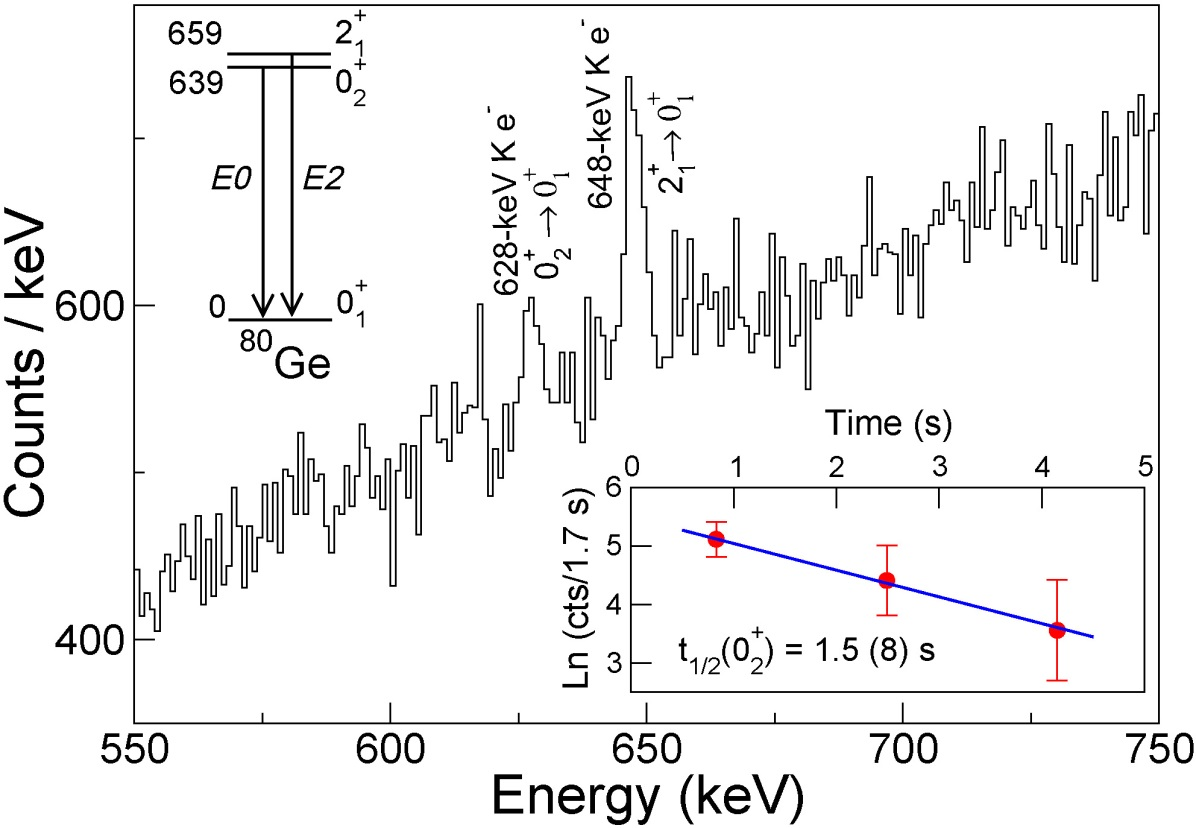 659 2₁⁺
639 0₂⁺
E0 E2
0 0₁⁺
⁸⁰Ge
628-keV K e⁻
0₂⁺→0₁⁺
648-keV K e⁻
2₁⁺→0₁⁺
Counts / keV
600
400
Time (s)
0 1 2 3 4 5
Ln (cts/1.7 s)
6
5
4
3
t₁/₂(0₂⁺) = 1.5 (8) s
550 600 650 700 750
Energy (keV)